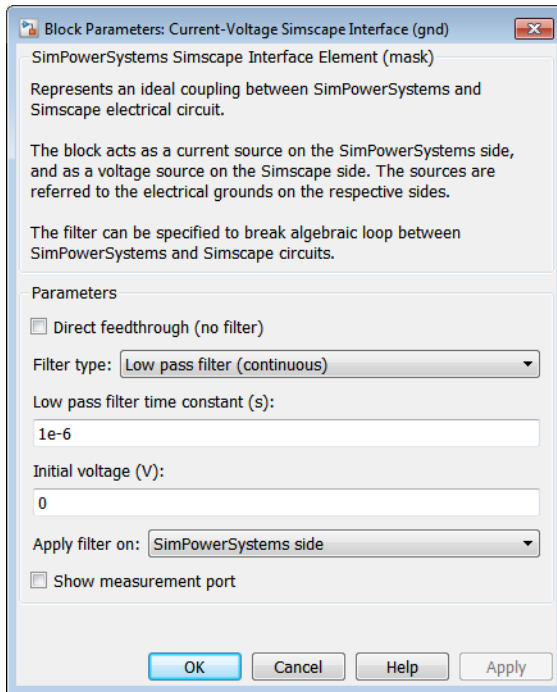 Block Parameters: Current-Voltage Simscape Interface (gnd)
SimPowerSystems Simscape Interface Element (mask)
Represents an ideal coupling between SimPowerSystems and
Simscape electrical circuit.
The block acts as a current source on the SimPowerSystems side,
and as a voltage source on the Simscape side. The sources are
referred to the electrical grounds on the respective sides.
The filter can be specified to break algebraic loop between
SimPowerSystems and Simscape circuits.
Parameters
Direct feedthrough (no filter)
Filter type: Low pass filter (continuous)
Low pass filter time constant (s):
1e-6
Initial voltage (V):
0
Apply filter on: SimPowerSystems side
Show measurement port
OK Cancel Help Apply